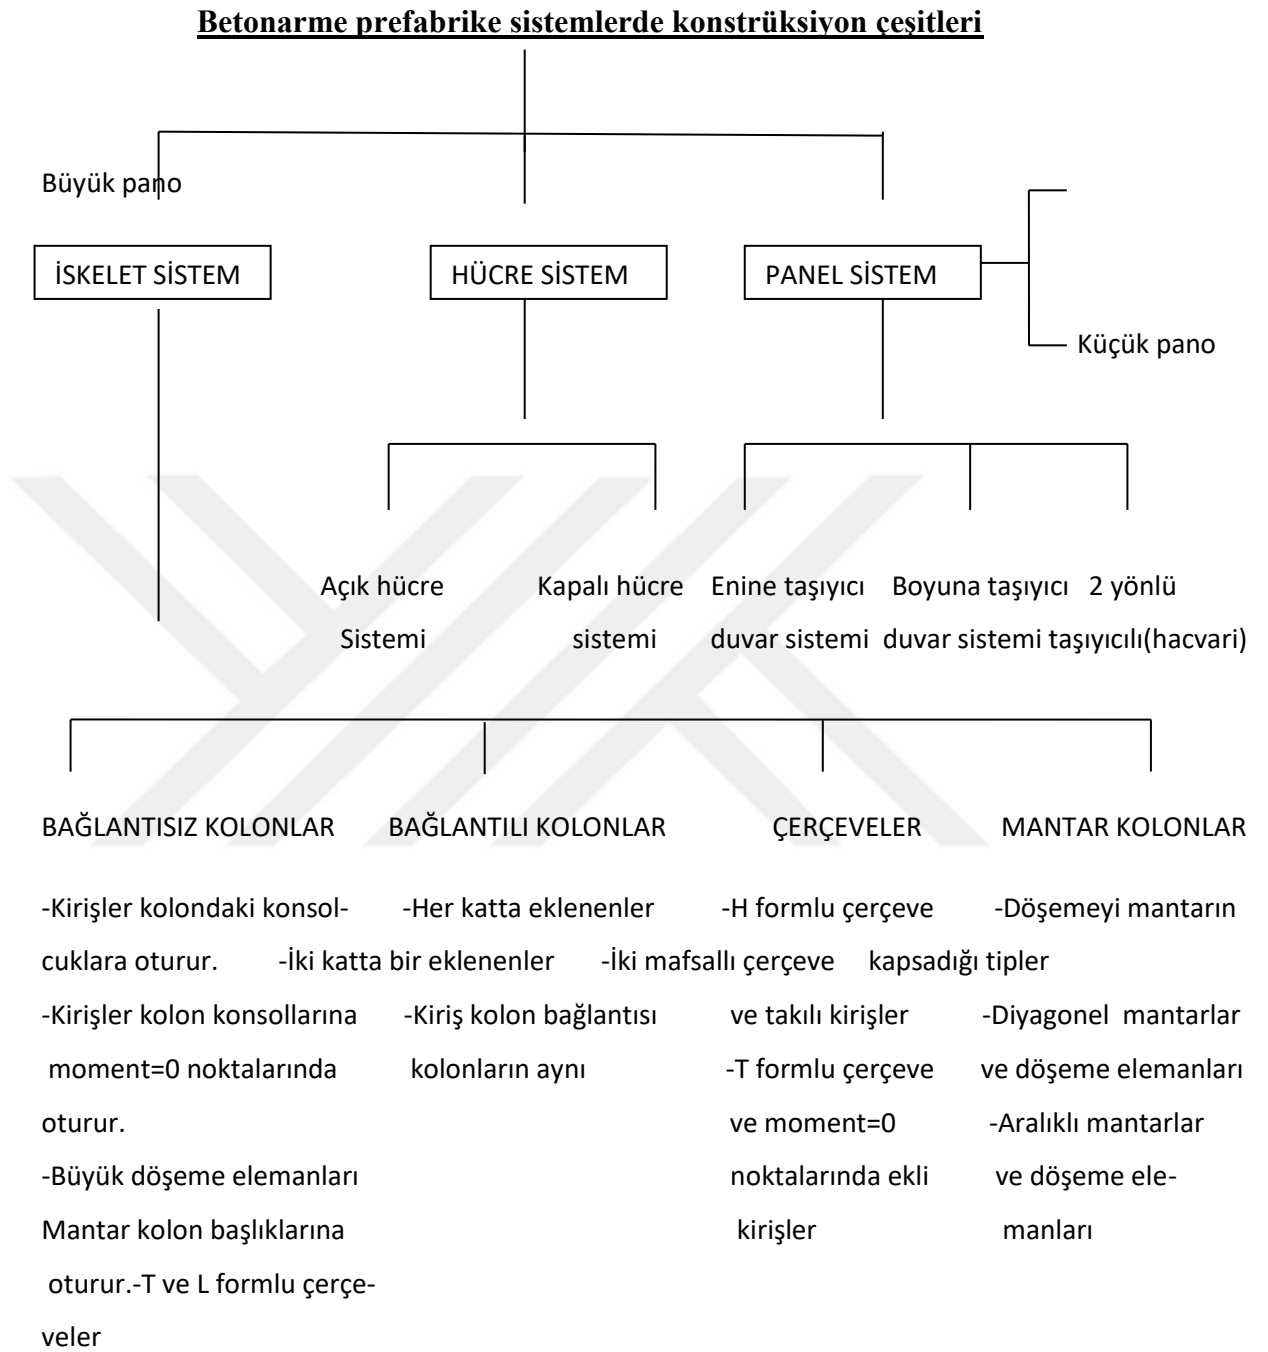 Betonarme prefabrike sistemlerde konstrüksiyon çeşitleri
Büyük pano
İSKELET SİSTEM HÜCRE SİSTEM PANEL SİSTEM
Küçük pano
Açık hücre Kapalı hücre Enine taşıyıcı Boyuna taşıyıcı 2 yönlü
Sistemi sistemi duvar sistemi duvar sistemi taşıyıcılı(hacvari)
BAĞLANTISIZ KOLONLAR BAĞLANTILI KOLONLAR ÇERÇEVELER MANTAR KOLONLAR
-Kirişler kolondaki konsol- -Her katta eklenenler -H formlu çerçeve -Döşemeyi mantarın
cuklara oturur. -İki katta bir eklenenler -İki mafsallı çerçeve kapsadığı tipler
-Kirişler kolon konsollarına -Kiriş kolon bağlantısı ve takılı kirişler -Diyagonel mantarlar
moment=0 noktalarında kolonların aynı -T formlu çerçeve ve döşeme elemanları
oturur. ve moment=0 -Aralıklı mantarlar
-Büyük döşeme elemanları noktalarında ekli ve döşeme ele-
Mantar kolon başlıklarına kirişler manları
oturur.-T ve L formlu çerçe-
veler